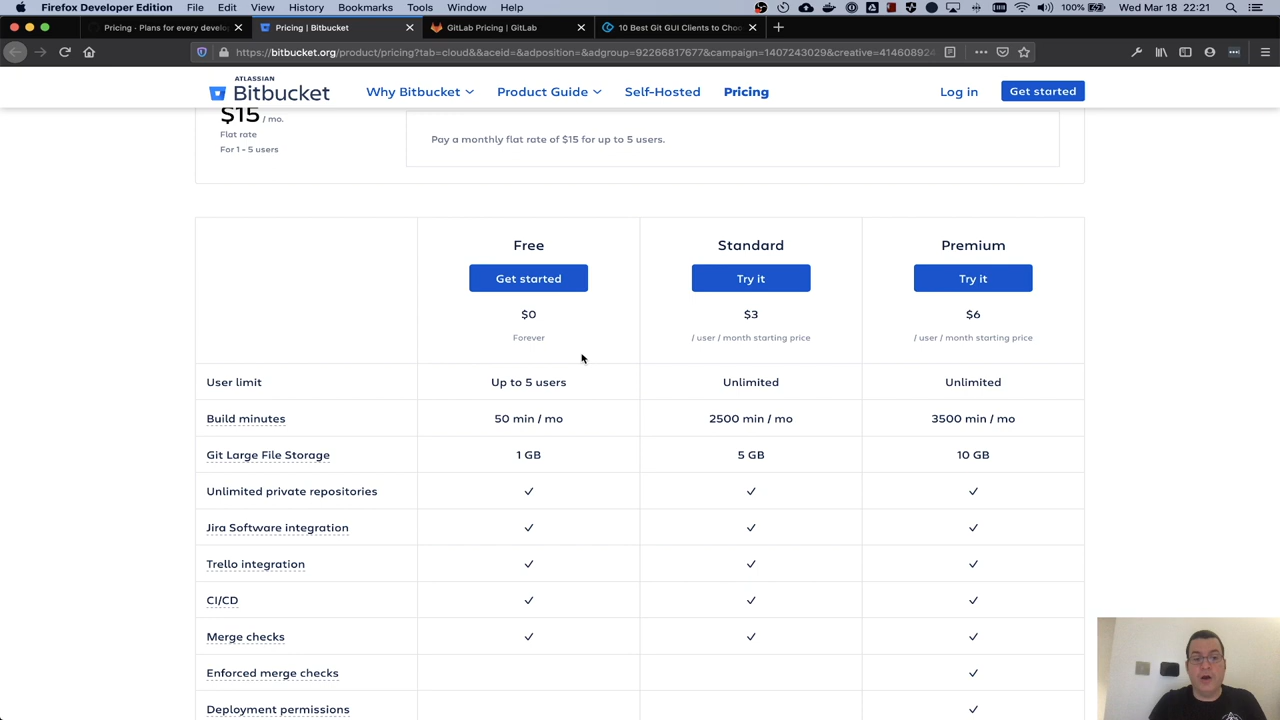 Firefox Developer Edition File Edit View History Bookmarks Tools Window Help 100% Wed 18 Mar 22:21
Pricing · Plans for every develo
Pricing | Bitbucket
GitLab Pricing | GitLab
10 Best Git GUI Clients to Choo
https://bitbucket.org/product/pricing?tab=cloud&&aceid=&adposition=&adgroup=92266817677&campaign=1407243029&creative=414608924
ATLASSIAN
Bitbucket
Why Bitbucket
Product Guide
Self-Hosted
Pricing
Log in
Get started
$15 / mo.
Flat rate
For 1 - 5 users
Pay a monthly flat rate of $15 for up to 5 users.
Free Standard Premium
Get started Try it Try it
$0 $3 $6
Forever / user / month starting price / user / month starting price
User limit Up to 5 users Unlimited Unlimited
Build minutes 50 min / mo 2500 min / mo 3500 min / mo
Git Large File Storage 1 GB 5 GB 10 GB
Unlimited private repositories ✓ ✓ ✓
Jira Software integration ✓ ✓ ✓
Trello integration ✓ ✓ ✓
CI/CD ✓ ✓ ✓
Merge checks ✓ ✓ ✓
Enforced merge checks ✓
Deployment permissions ✓